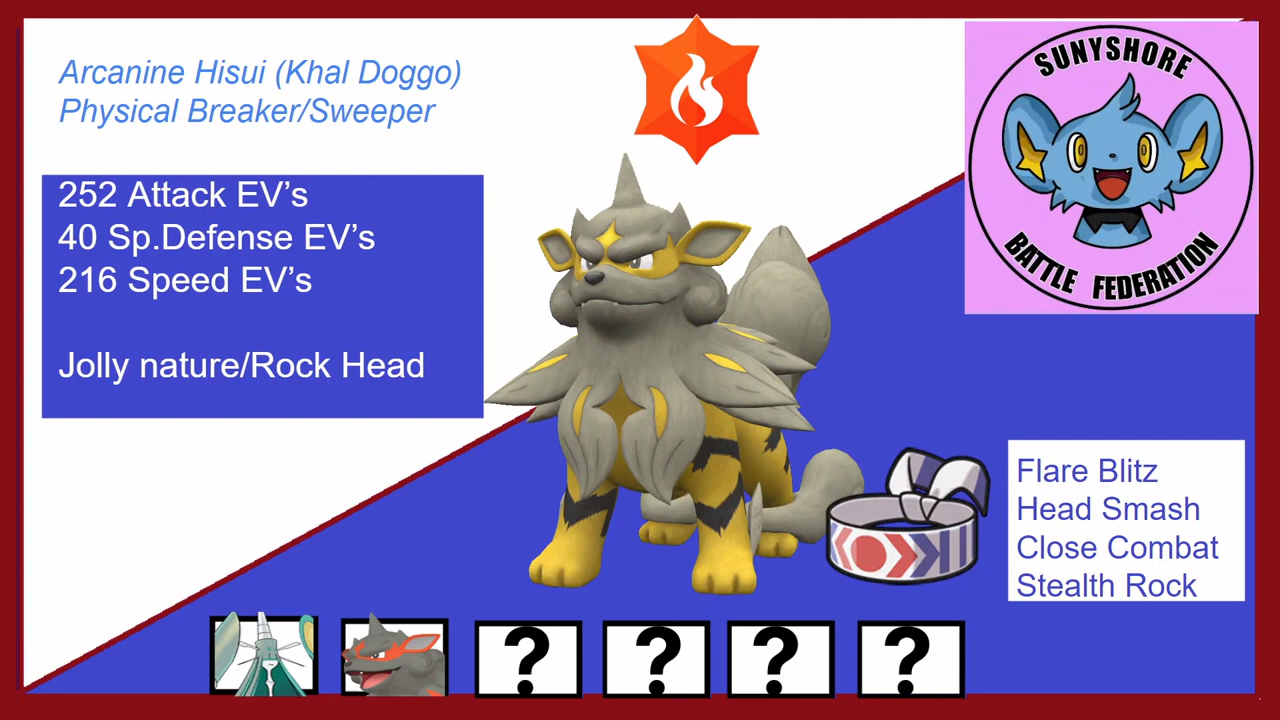 Arcanine Hisui (Khal Doggo)
Physical Breaker/Sweeper
SUNYSHORE
BATTLE FEDERATION
252 Attack EV’s
40 Sp.Defense EV’s
216 Speed EV’s
Jolly nature/Rock Head
Flare Blitz
Head Smash
Close Combat
Stealth Rock
? ? ? ?